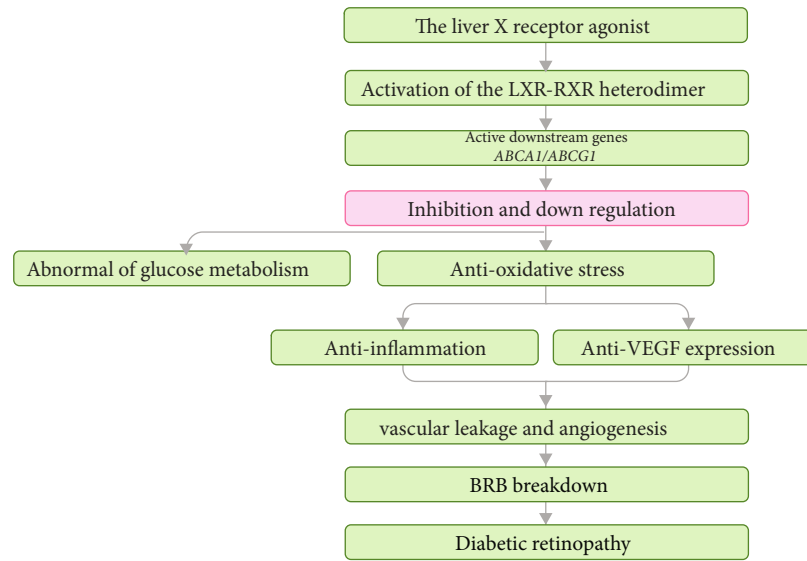 The liver X receptor agonist
Activation of the LXR-RXR heterodimer
Active downstream genes
ABCA1/ABCG1
Inhibition and down regulation
Abnormal of glucose metabolism
Anti-oxidative stress
Anti-inflammation
Anti-VEGF expression
vascular leakage and angiogenesis
BRB breakdown
Diabetic retinopathy